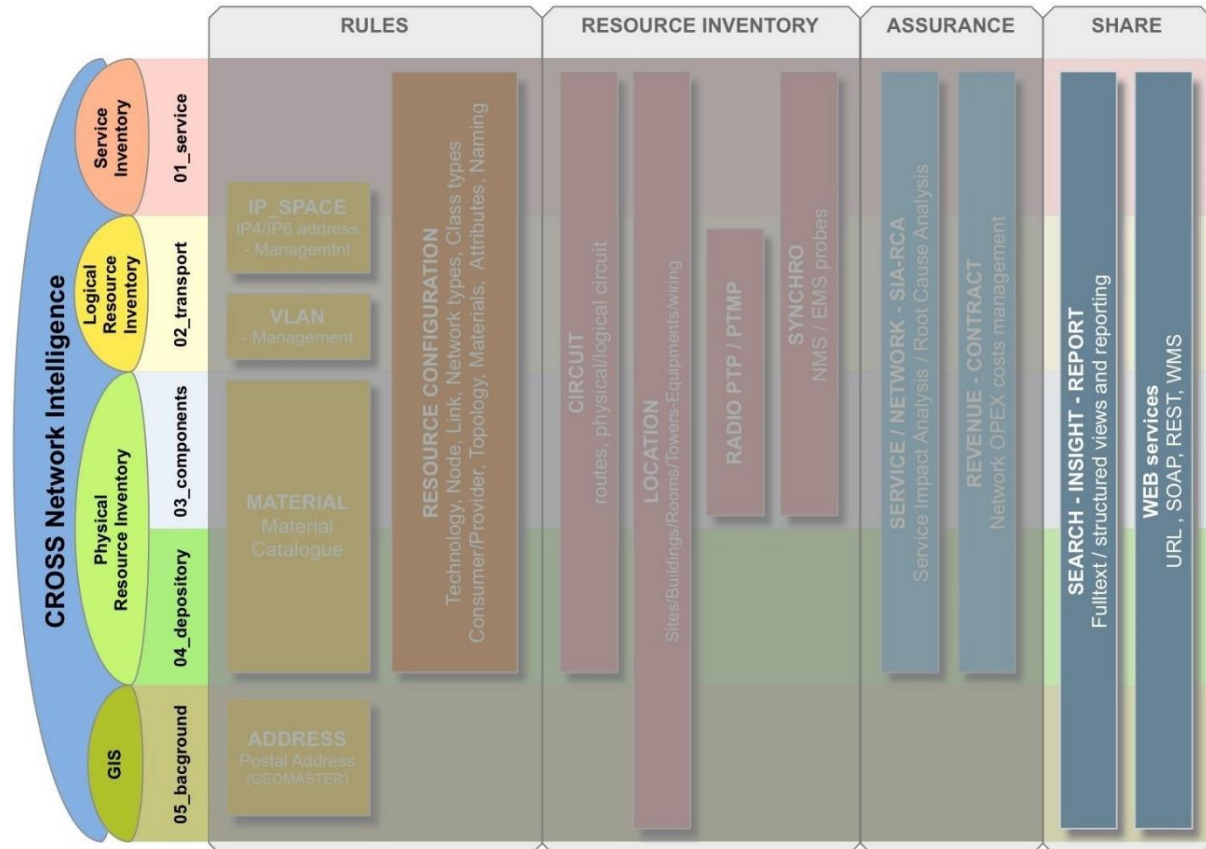 RULES
RESOURCE INVENTORY
ASSURANCE
SHARE
CROSS Network Intelligence
Service
Inventory
Logical
Resource
Inventory
Physical
Resource Inventory
GIS
01_service
02_transport
03_components
04_depository
05_bacground
IP_SPACE
IP4/IP6 address
- Managemtnt
VLAN
- Management
MATERIAL
Material
Catalogue
ADDRESS
Postal Address
(GEOMASTER)
RESOURCE CONFIGURATION
Technology, Node, Link, Network types, Class types
Consumer/Provider, Topology, Materials, Attributes, Naming
CIRCUIT
routes, physical/logical circuit
LOCATION
Sites/Buildings/Rooms/Towers-Equipments/wiring
RADIO PTP / PTMP
SYNCHRO
NMS / EMS probes
SERVICE / NETWORK - SIA-RCA
Service Impact Analysis / Root Cause Analysis
REVENUE - CONTRACT
Network OPEX costs management
SEARCH - INSIGHT - REPORT
Fulltext / structured views and reporting
WEB services
URL, SOAP, REST, WMS